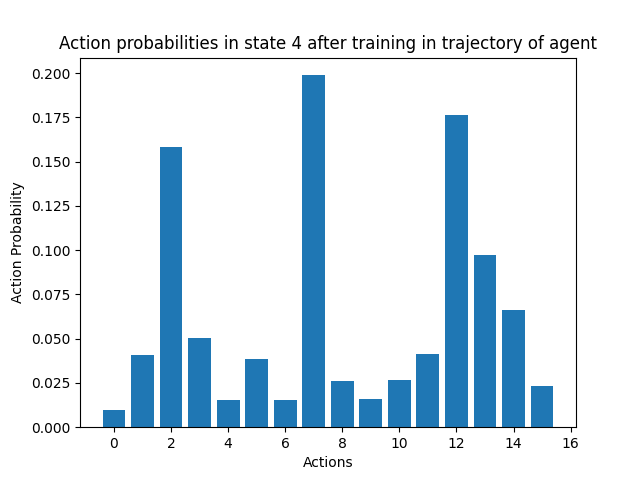 Action probabilities in state 4 after training in trajectory of agent
0.200
0.175
0.150
0.125
0.100
0.075
0.050
0.025
0.000
Action Probability
0 2 4 6 8 10 12 14 16
Actions